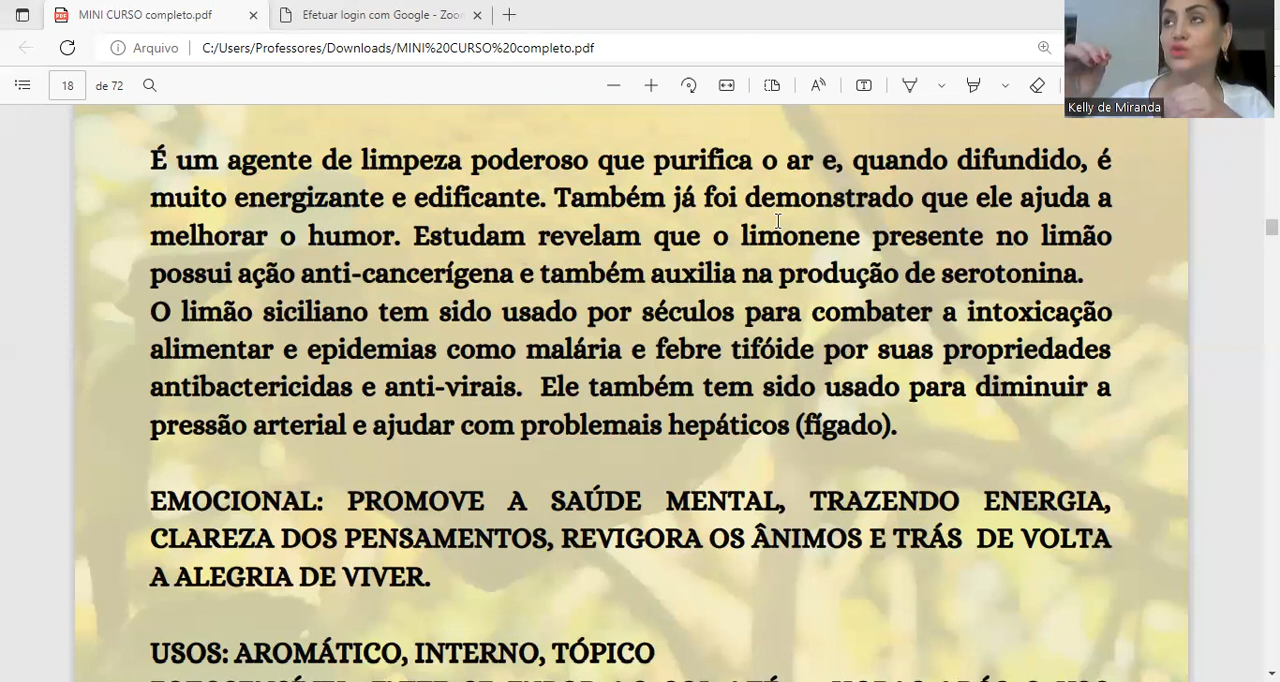 MINI CURSO completo.pdf
Efetuar login com Google - Zoo
Arquivo
C:/Users/Professores/Downloads/MINI%20CURSO%20completo.pdf
18
de 72
Kelly de Miranda
É um agente de limpeza poderoso que purifica o ar e, quando difundido, é
muito energizante e edificante. Também já foi demonstrado que ele ajuda a
melhorar o humor. Estudam revelam que o limonene presente no limão
possui ação anti-cancerígena e também auxilia na produção de serotonina.
O limão siciliano tem sido usado por séculos para combater a intoxicação
alimentar e epidemias como malária e febre tifóide por suas propriedades
antibactericidas e anti-virais. Ele também tem sido usado para diminuir a
pressão arterial e ajudar com problemais hepáticos (fígado).
EMOCIONAL: PROMOVE A SAÚDE MENTAL, TRAZENDO ENERGIA,
CLAREZA DOS PENSAMENTOS, REVIGORA OS ÂNIMOS E TRÁS DE VOLTA
A ALEGRIA DE VIVER.
USOS: AROMÁTICO, INTERNO, TÓPICO